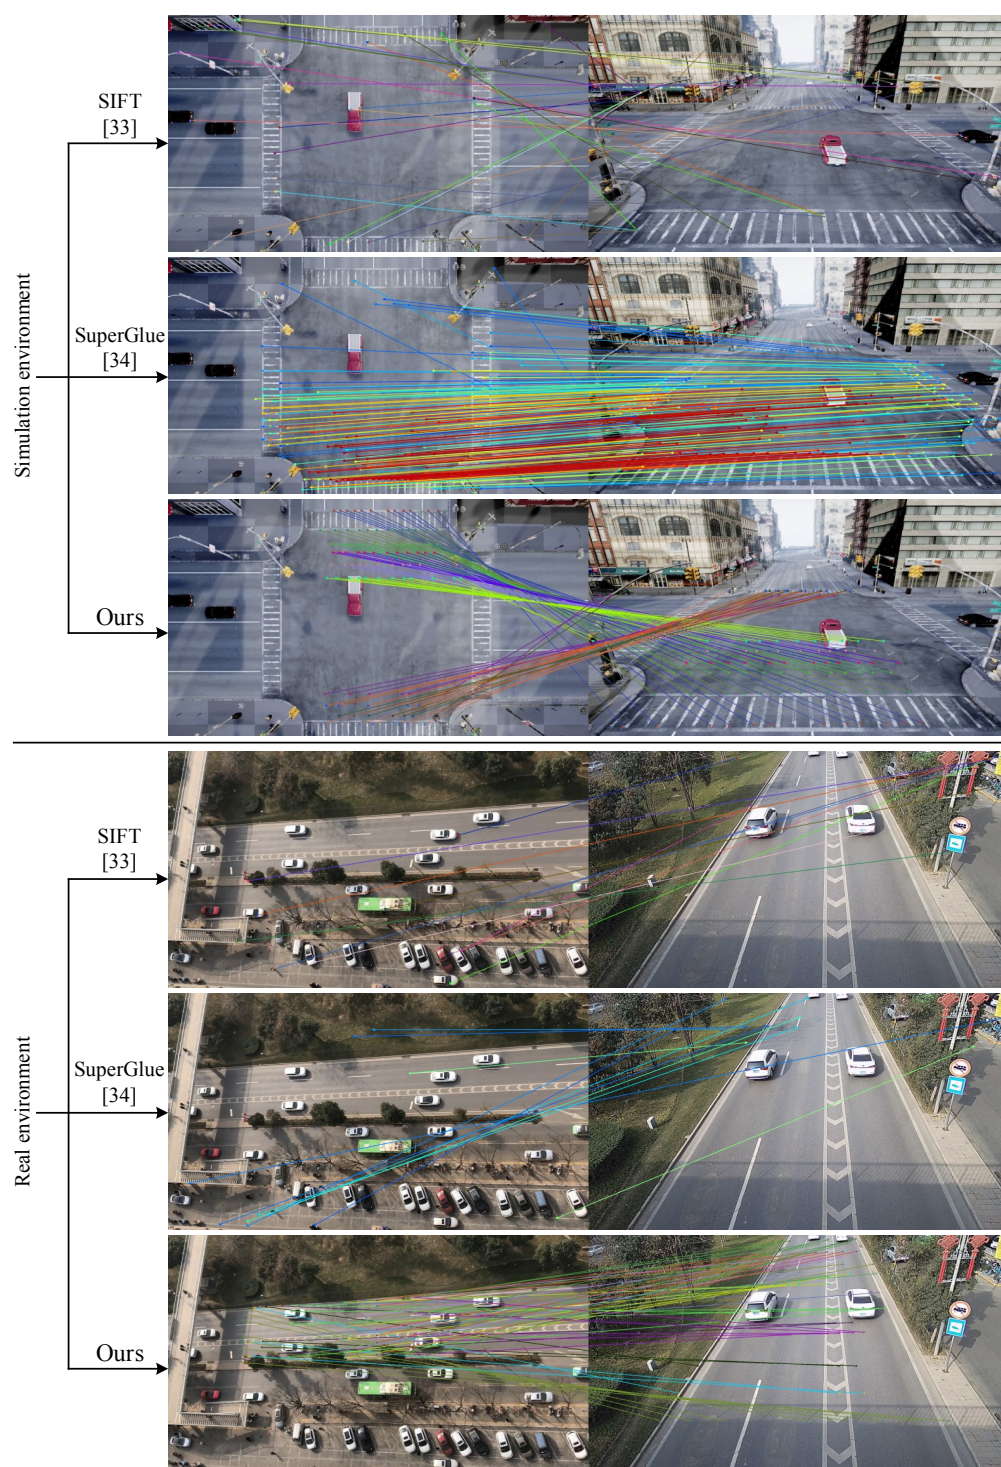 SIFT
[33]
Simulation environment
SuperGlue
[34]
Ours
SIFT
[33]
Real environment
SuperGlue
[34]
Ours